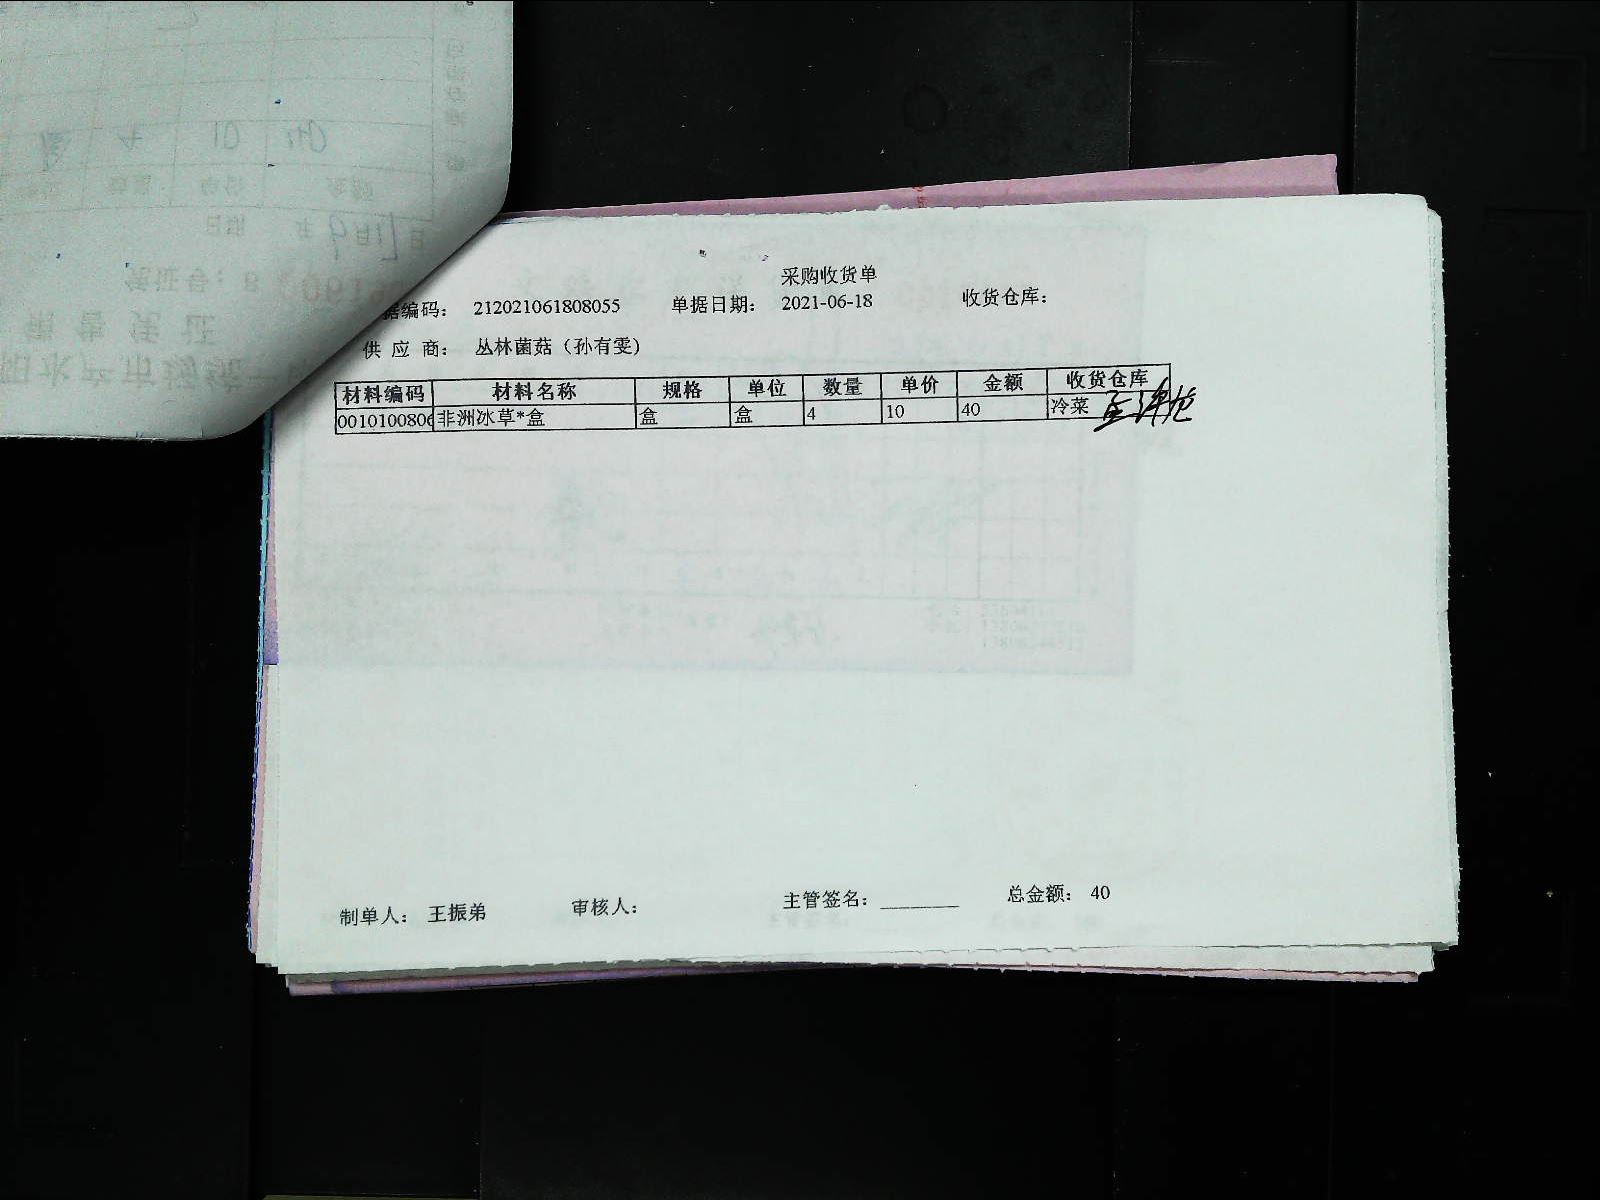 采购收货单
据编码： 212021061808055 单据日期： 2021-06-18 收货仓库：
供 应 商： 丛林菌菇（孙有雯）
材料编码 材料名称 规格 单位 数量 单价 金额 收货仓库
0010100806 非洲冰草*盒 盒 盒 4 10 40 冷菜
制单人： 王振弟 审核人： 主管签名： ________ 总金额： 40